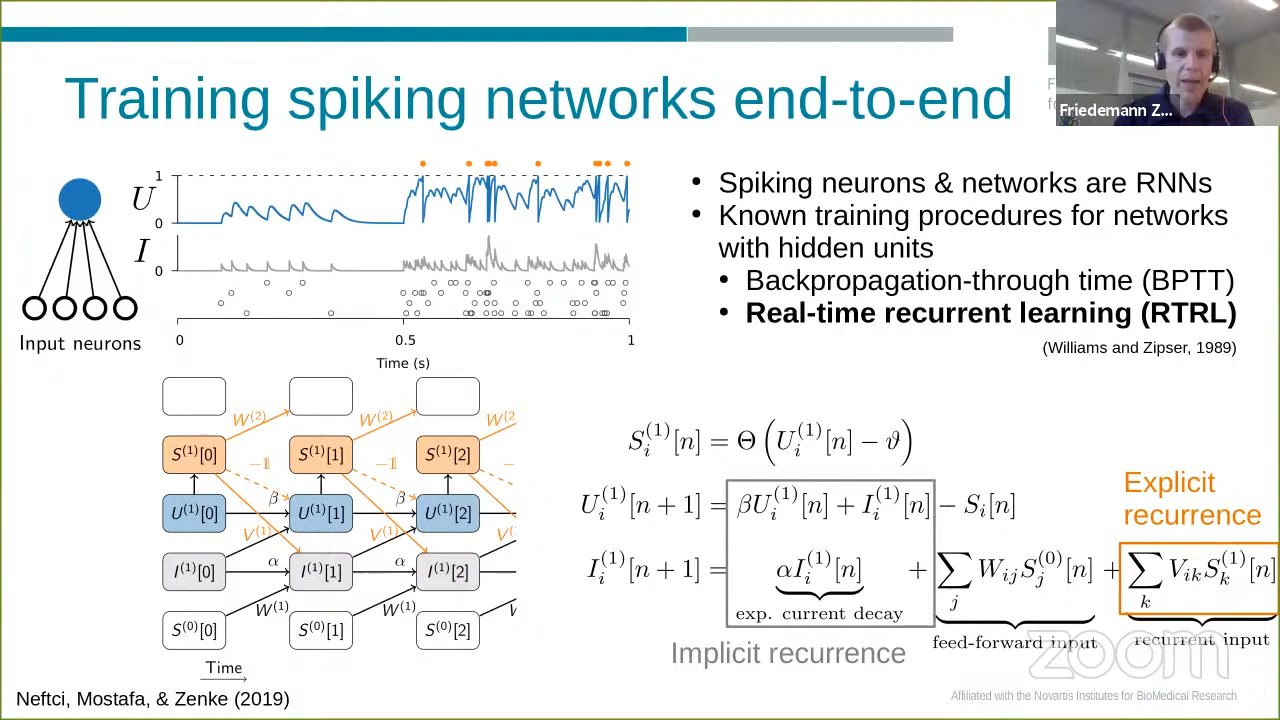 Training spiking networks end-to-end
Friedemann Z...
U
1
0
I
0
0
0.5
1
Time (s)
Input neurons
• Spiking neurons & networks are RNNs
• Known training procedures for networks
with hidden units
• Backpropagation-through time (BPTT)
• Real-time recurrent learning (RTRL)
(Williams and Zipser, 1989)
W⁽²⁾ W⁽²⁾ W⁽²
S⁽¹⁾[0] S⁽¹⁾[1] S⁽¹⁾[2]
-𝟙 -𝟙 -
β β
U⁽¹⁾[0] U⁽¹⁾[1] U⁽¹⁾[2]
V⁽¹⁾ V⁽¹⁾ V⁽
α α
I⁽¹⁾[0] I⁽¹⁾[1] I⁽¹⁾[2]
W⁽¹⁾ W⁽¹⁾
S⁽⁰⁾[0] S⁽⁰⁾[1] S⁽⁰⁾[2]
Time
S_i^{(1)}[n] = Θ (U_i^{(1)}[n] − ϑ)
U_i^{(1)}[n + 1] = βU_i^{(1)}[n] + I_i^{(1)}[n] − S_i[n]
I_i^{(1)}[n + 1] = αI_i^{(1)}[n] + ∑_j W_{ij}S_j^{(0)}[n] + ∑_k V_{ik}S_k^{(1)}[n]
exp. current decay
feed-forward input
recurrent input
Explicit
recurrence
Implicit recurrence
zoom
Neftci, Mostafa, & Zenke (2019)
Affiliated with the Novartis Institutes for BioMedical Research